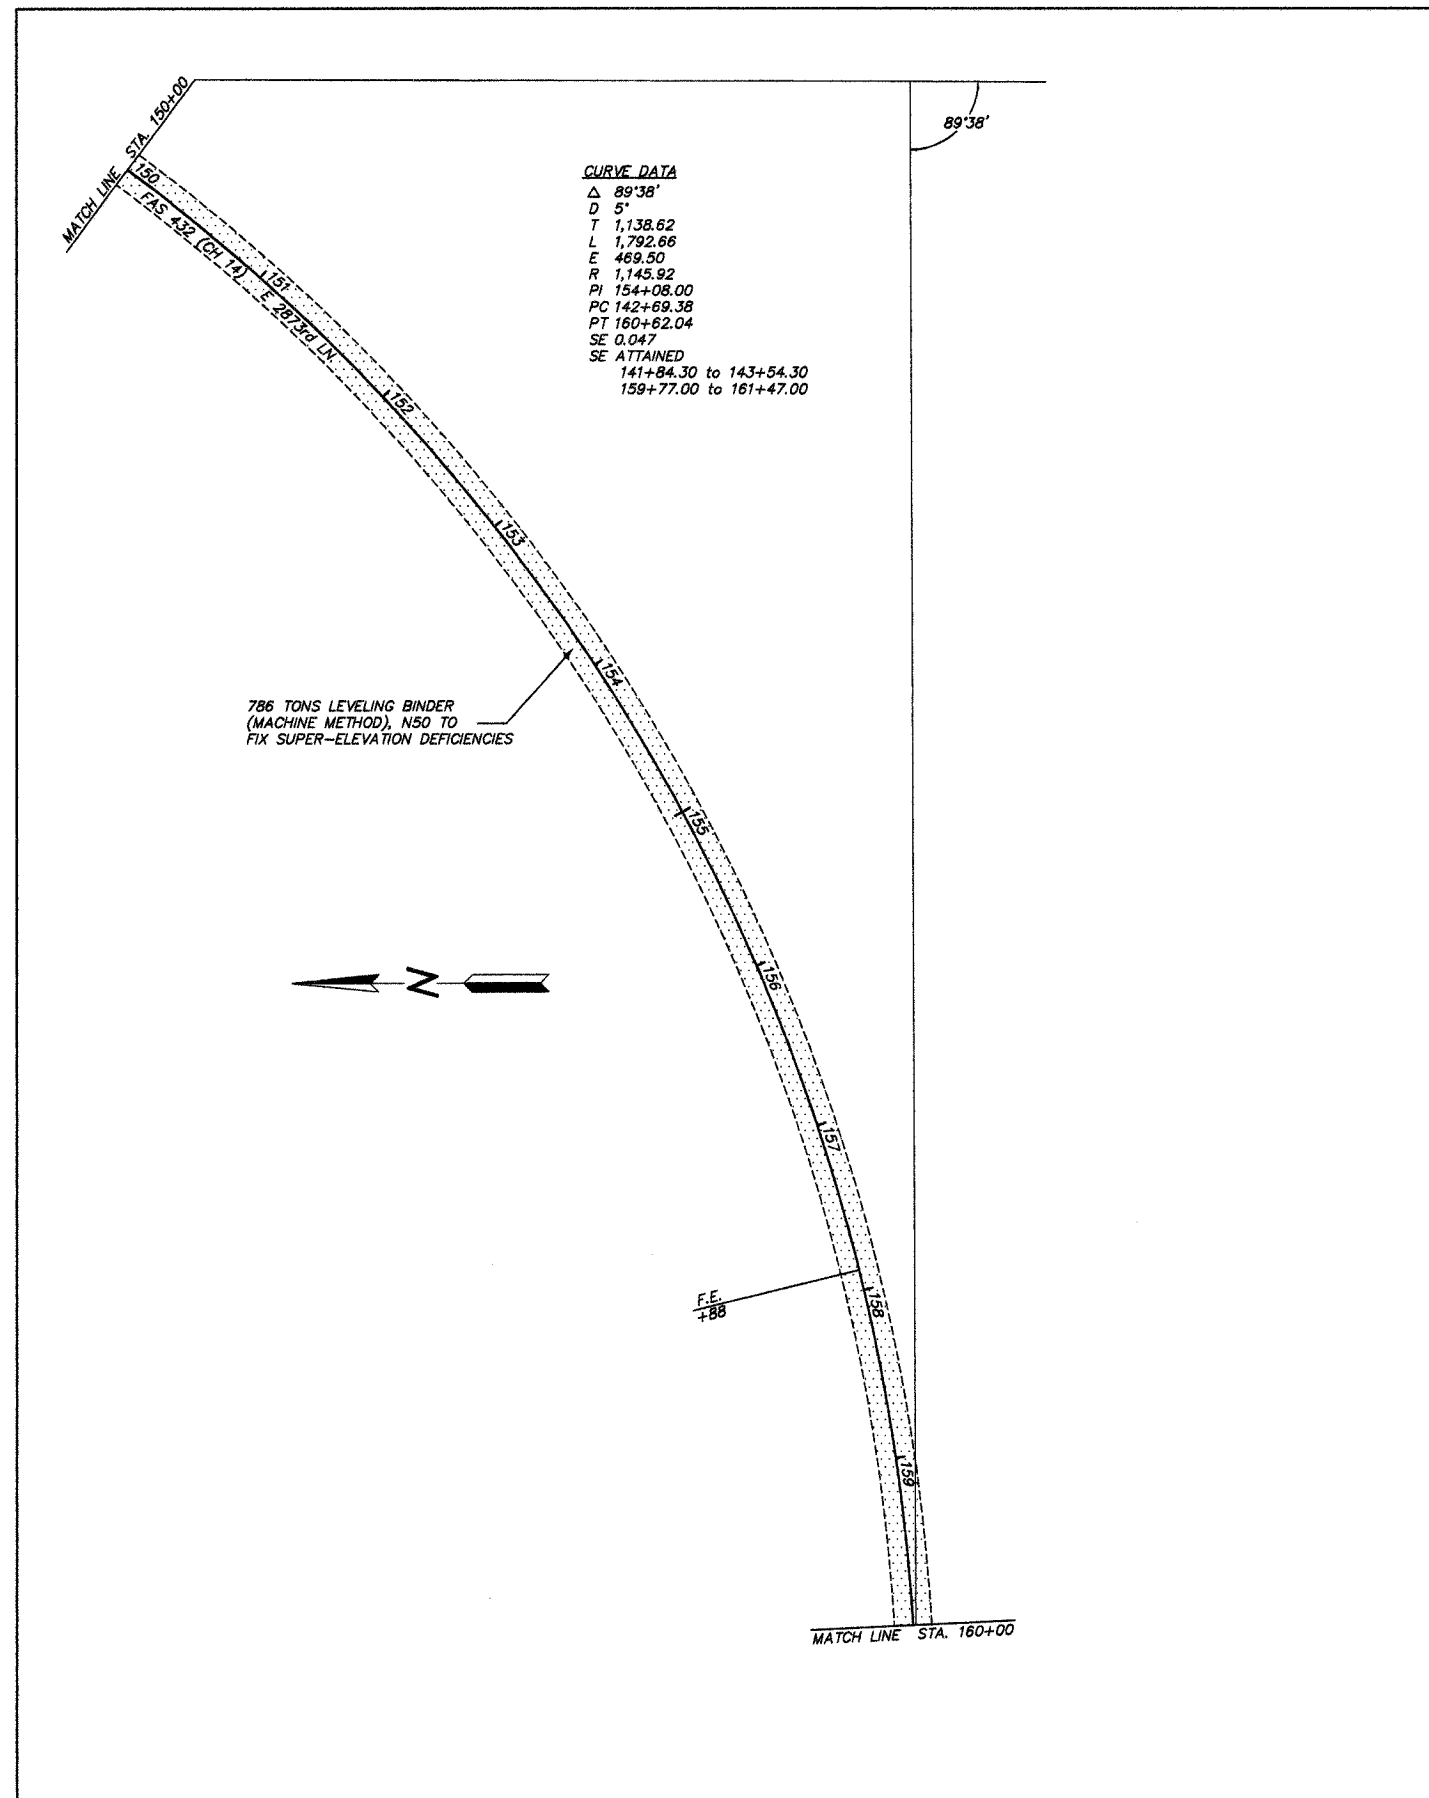 MATCH LINE STA. 150+00
89°38'
CURVE DATA
Δ 89°38'
D 5°
T 1,138.62
L 1,792.66
E 469.50
R 1,145.92
PI 154+08.00
PC 142+69.38
PT 160+62.04
SE 0.047
SE ATTAINED
141+84.30 to 143+54.30
159+77.00 to 161+47.00
150
FAS 432 (CH 14) E 2873rd LN.
151
152
153
154
786 TONS LEVELING BINDER
(MACHINE METHOD), N50 TO
FIX SUPER-ELEVATION DEFICIENCIES
155
156
N
157
F.E.
+88
158
159
MATCH LINE STA. 160+00